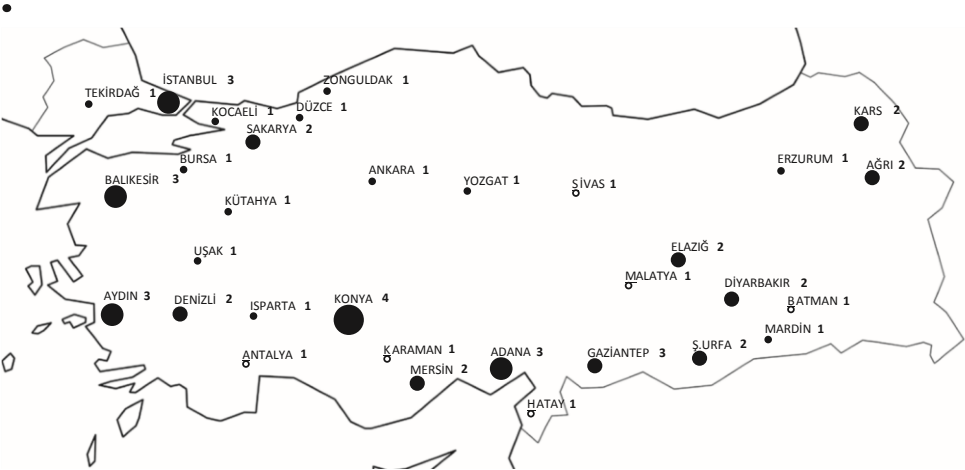 ZONGULDAK 1
İSTANBUL 3
TEKİRDAĞ 1
DÜZCE 1
KOCAELİ 1
KARS 2
SAKARYA 2
BURSA 1
ERZURUM 1
AĞRI 2
BALIKESİR 3
ANKARA 1
YOZGAT 1
SİVAS 1
KÜTAHYA 1
UŞAK 1
ELAZIĞ 2
MALATYA 1
DİYARBAKIR 2
AYDIN 3
DENİZLİ 2
ISPARTA 1
KONYA 4
BATMAN 1
MARDİN 1
ANTALYA 1
KARAMAN 1
ADANA 3
GAZİANTEP 3
Ş.URFA 2
MERSİN 2
HATAY 1